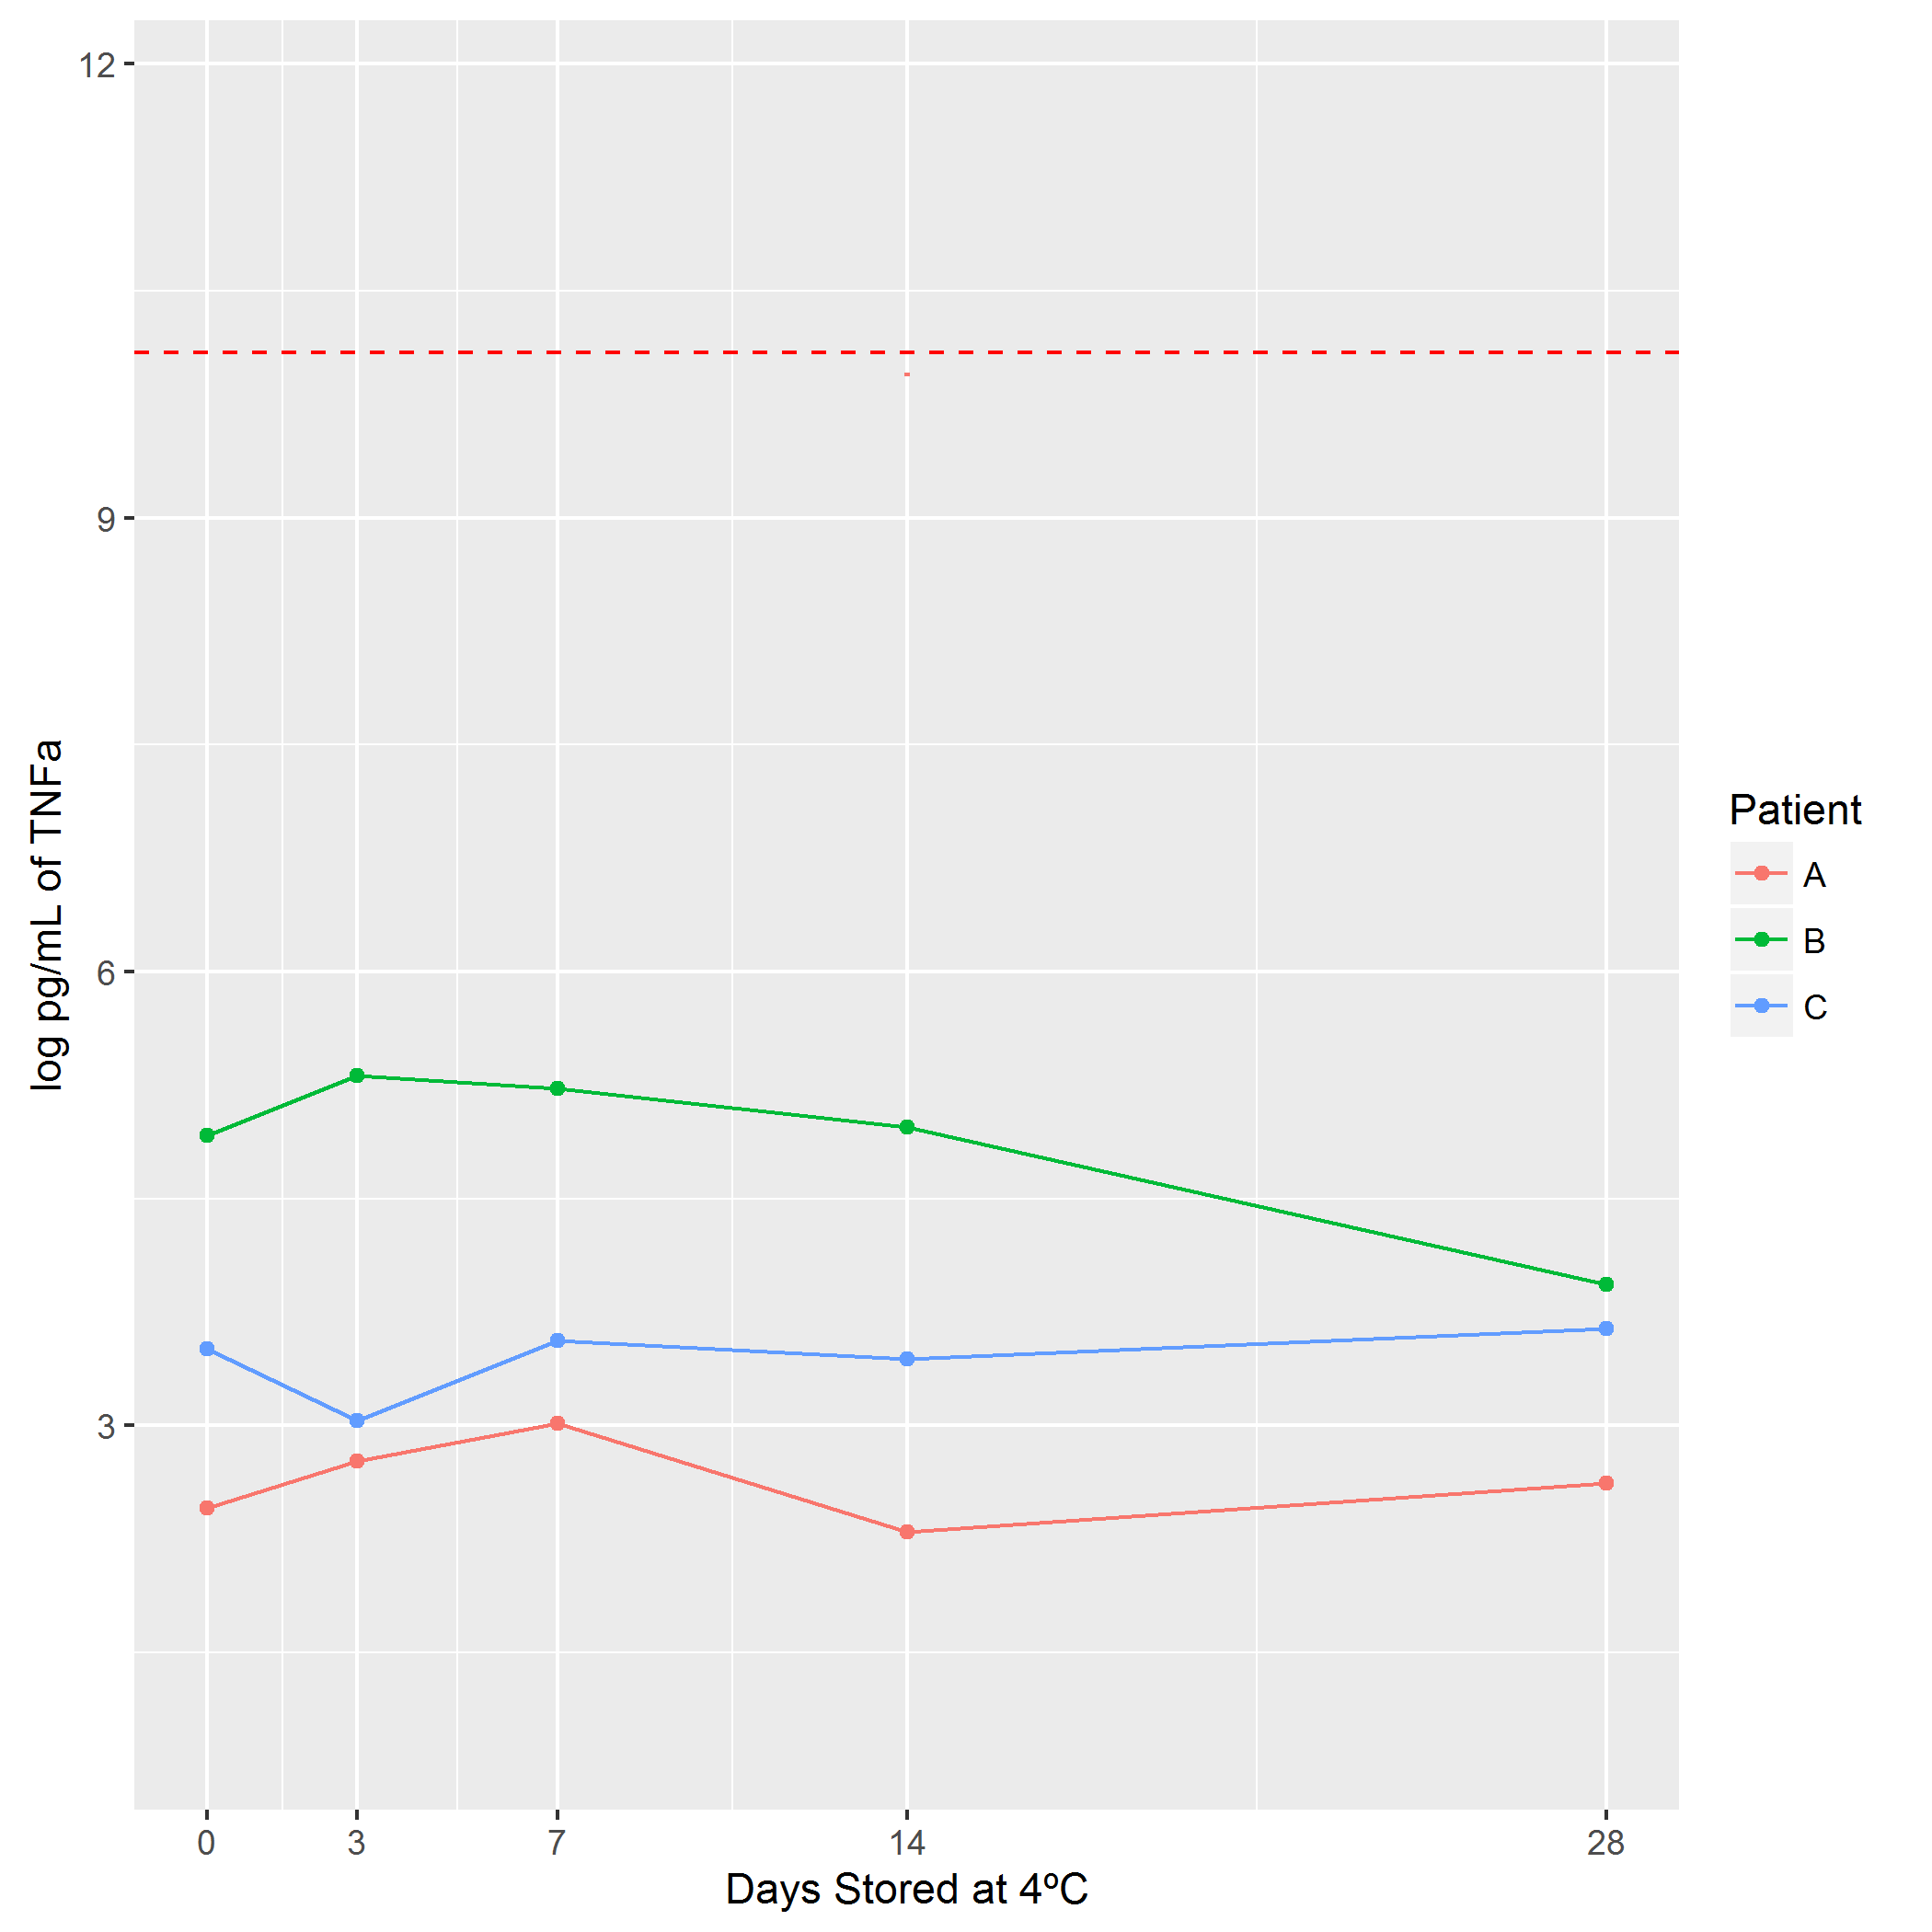 12
9
6
3
log pg/mL of TNFa
0 3 7 14 28
Days Stored at 4ºC
Patient
A
B
C